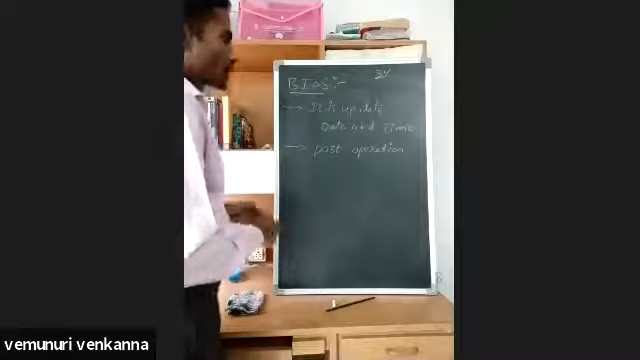 BIOS:-
→ It is update
Date and Time
→ post operation
vemunuri venkanna